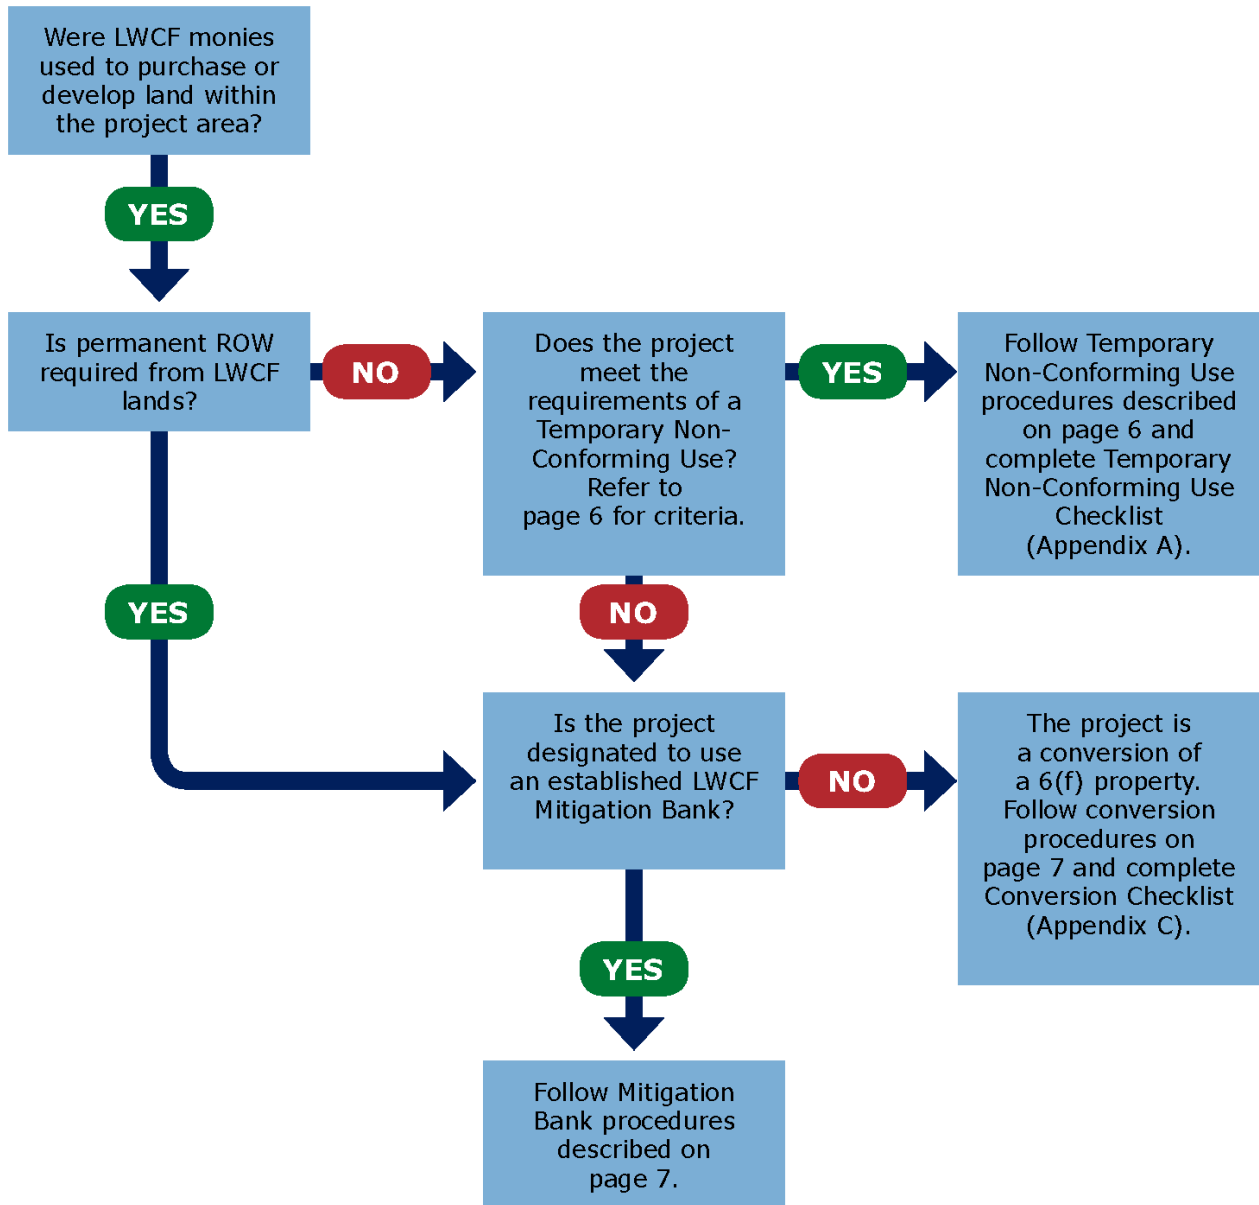 Were LWCF monies
used to purchase or
develop land within
the project area?
YES
Is permanent ROW
required from LWCF
lands?
NO
Does the project
meet the
requirements of a
Temporary Non-
Conforming Use?
Refer to
page 6 for criteria.
YES
Follow Temporary
Non-Conforming Use
procedures described
on page 6 and
complete Temporary
Non-Conforming Use
Checklist
(Appendix A).
YES
NO
Is the project
designated to use
an established LWCF
Mitigation Bank?
NO
The project is
a conversion of
a 6(f) property.
Follow conversion
procedures on
page 7 and complete
Conversion Checklist
(Appendix C).
YES
Follow Mitigation
Bank procedures
described on
page 7.